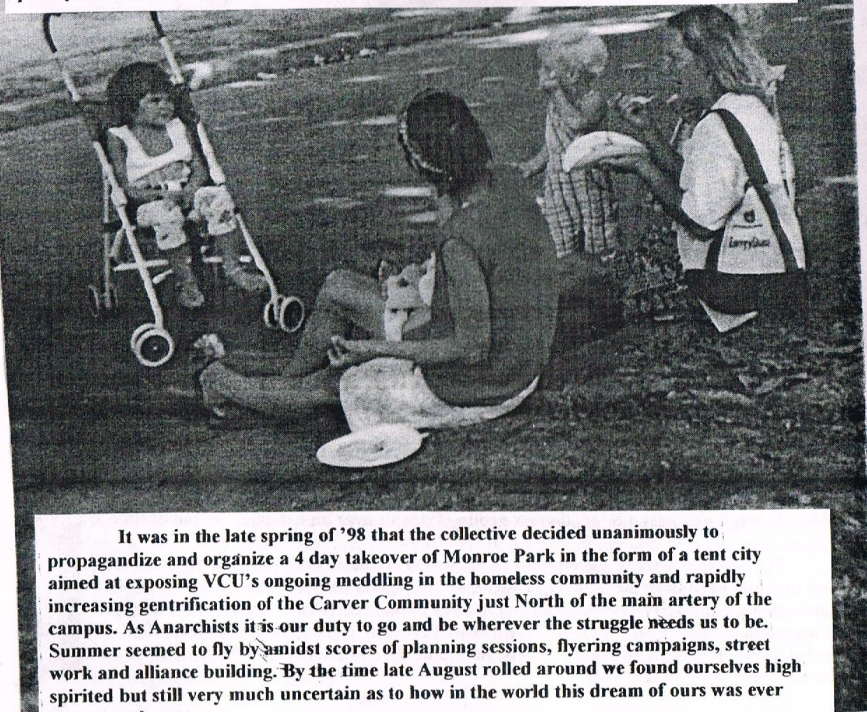 It was in the late spring of '98 that the collective decided unanimously to
propagandize and organize a 4 day takeover of Monroe Park in the form of a tent city
aimed at exposing VCU's ongoing meddling in the homeless community and rapidly
increasing gentrification of the Carver Community just North of the main artery of the
campus. As Anarchists it is our duty to go and be wherever the struggle needs us to be.
Summer seemed to fly by amidst scores of planning sessions, flyering campaigns, street
work and alliance building. By the time late August rolled around we found ourselves high
spirited but still very much uncertain as to how in the world this dream of ours was ever